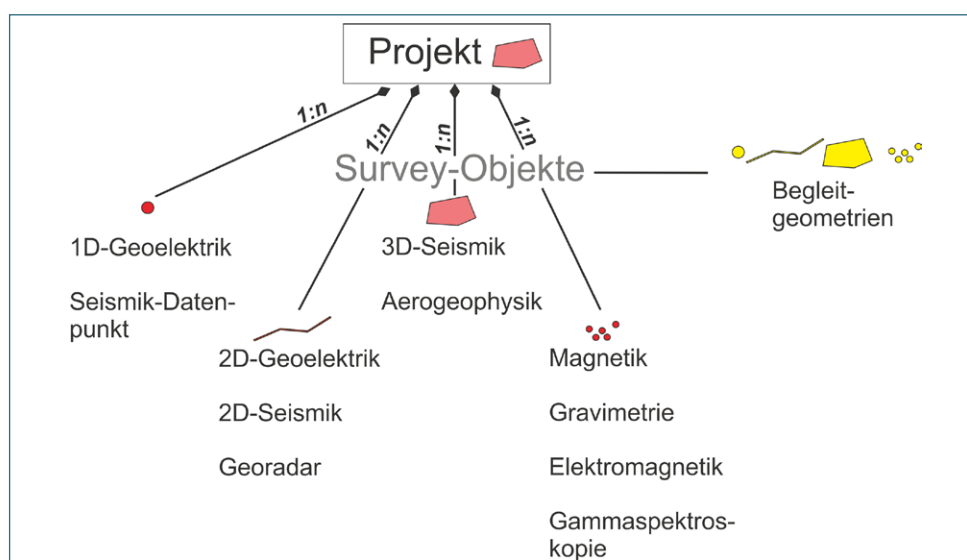 Projekt
1:n
1:n
1:n
1:n
Survey-Objekte
Begleit-
geometrien
1D-Geoelektrik
Seismik-Daten-
punkt
3D-Seismik
Aerogeophysik
2D-Geoelektrik
2D-Seismik
Georadar
Magnetik
Gravimetrie
Elektromagnetik
Gammaspektros-
kopie